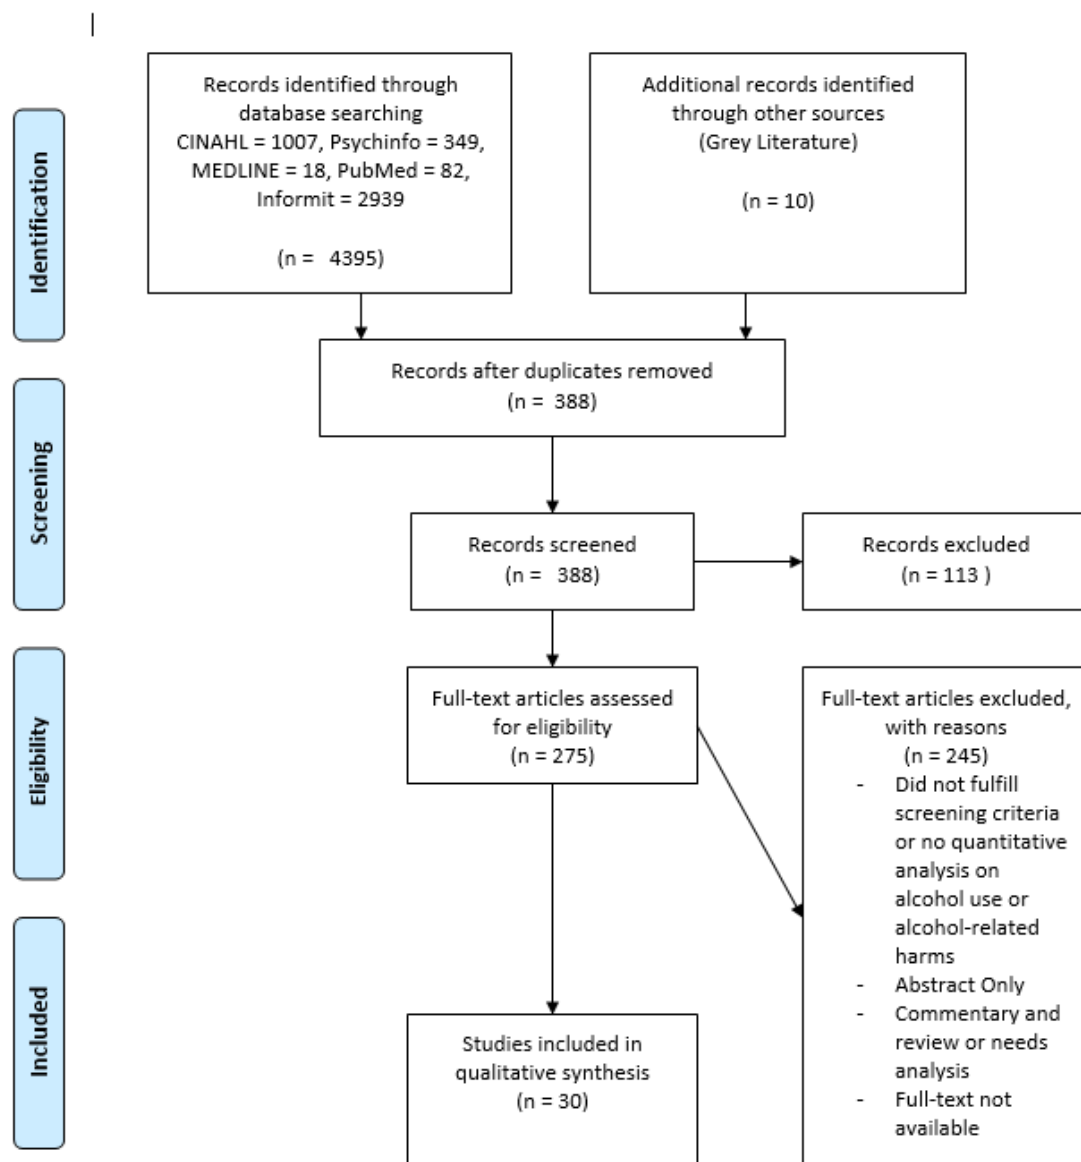 Identification
Records identified through
database searching
CINAHL = 1007, Psychinfo = 349,
MEDLINE = 18, PubMed = 82,
Informit = 2939
(n = 4395)
Additional records identified
through other sources
(Grey Literature)
(n = 10)
Records after duplicates removed
(n = 388)
Screening
Records screened
(n = 388)
Records excluded
(n = 113 )
Eligibility
Full-text articles assessed
for eligibility
(n = 275)
Full-text articles excluded,
with reasons
(n = 245)
- Did not fulfill
screening criteria
or no quantitative
analysis on
alcohol use or
alcohol-related
harms
- Abstract Only
- Commentary and
review or needs
analysis
- Full-text not
available
Included
Studies included in
qualitative synthesis
(n = 30)